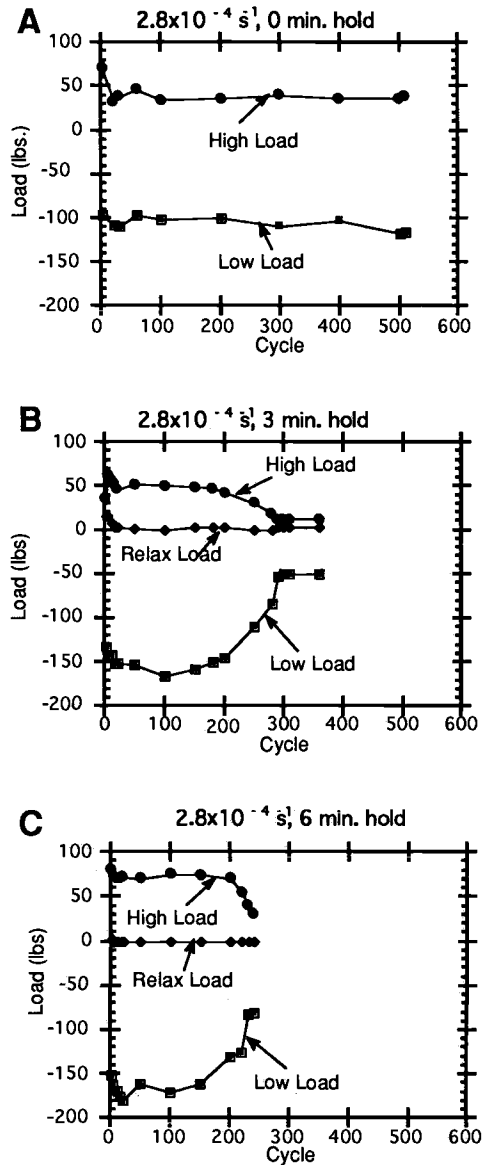 A
2.8x10 ⁻⁴ s⁻¹, 0 min. hold
100
50
0
-50
-100
-150
-200
Load (lbs.)
High Load
Low Load
0 100 200 300 400 500 600
Cycle
B
2.8x10 ⁻⁴ s⁻¹, 3 min. hold
100
50
0
-50
-100
-150
-200
Load (lbs)
High Load
Relax Load
Low Load
0 100 200 300 400 500 600
Cycle
C
2.8x10 ⁻⁴ s⁻¹, 6 min. hold
100
50
0
-50
-100
-150
-200
Load (lbs)
High Load
Relax Load
Low Load
0 100 200 300 400 500 600
Cycle